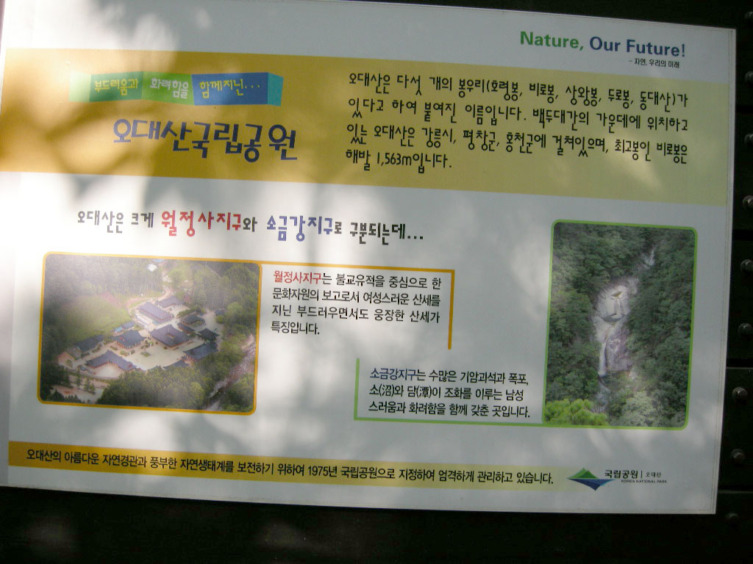 Nature, Our Future!
- 자연, 우리의 미래
부드러움과 화려함을 함께지닌...
오대산국립공원
오대산은 다섯 개의 봉우리(호령봉, 비로봉, 상왕봉, 두로봉, 동대산)가
있다고 하여 붙여진 이름입니다. 백두대간의 가운데에 위치하고
있는 오대산은 강릉시, 평창군, 홍천군에 걸쳐있으며, 최고봉인 비로봉은
해발 1,563m입니다.
오대산은 크게 월정사지구와 소금강지구로 구분되는데...
월정사지구는 불교유적을 중심으로 한
문화자원의 보고로서 여성스러운 산세를
지닌 부드러우면서도 웅장한 산세가
특징입니다.
소금강지구는 수많은 기암괴석과 폭포,
소(沼)와 담(潭)이 조화를 이루는 남성
스러움과 화려함을 함께 갖춘 곳입니다.
오대산의 아름다운 자연경관과 풍부한 자연생태계를 보전하기 위하여 1975년 국립공원으로 지정하여 엄격하게 관리하고 있습니다.
국립공원 | 오대산
KOREA NATIONAL PARK